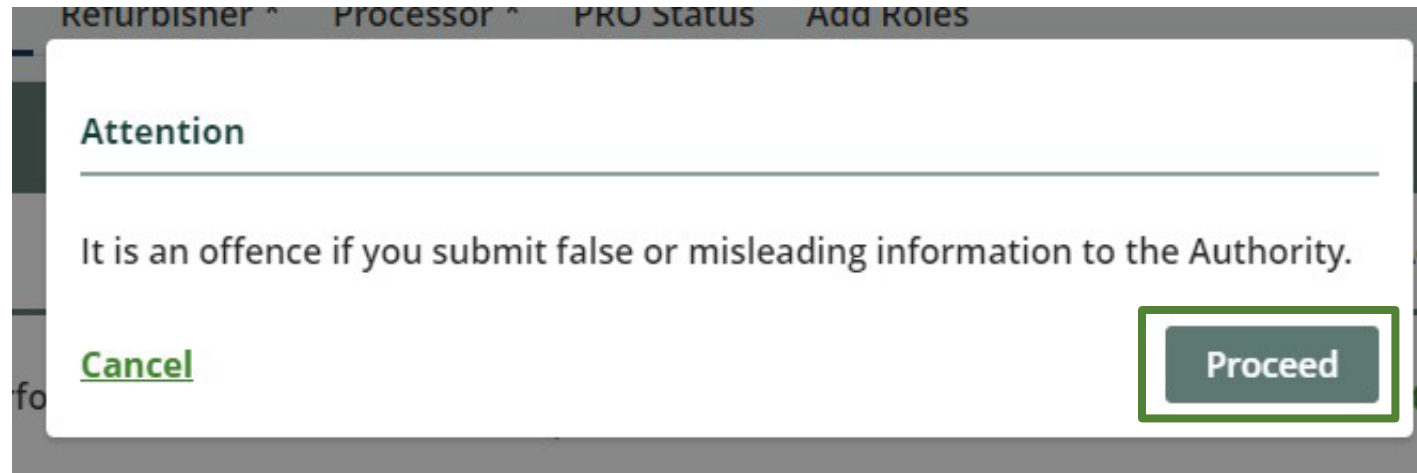 Refurbisher ^ Processor ^ PRO Status Add Roles
Attention
It is an offence if you submit false or misleading information to the Authority.
Cancel
Proceed